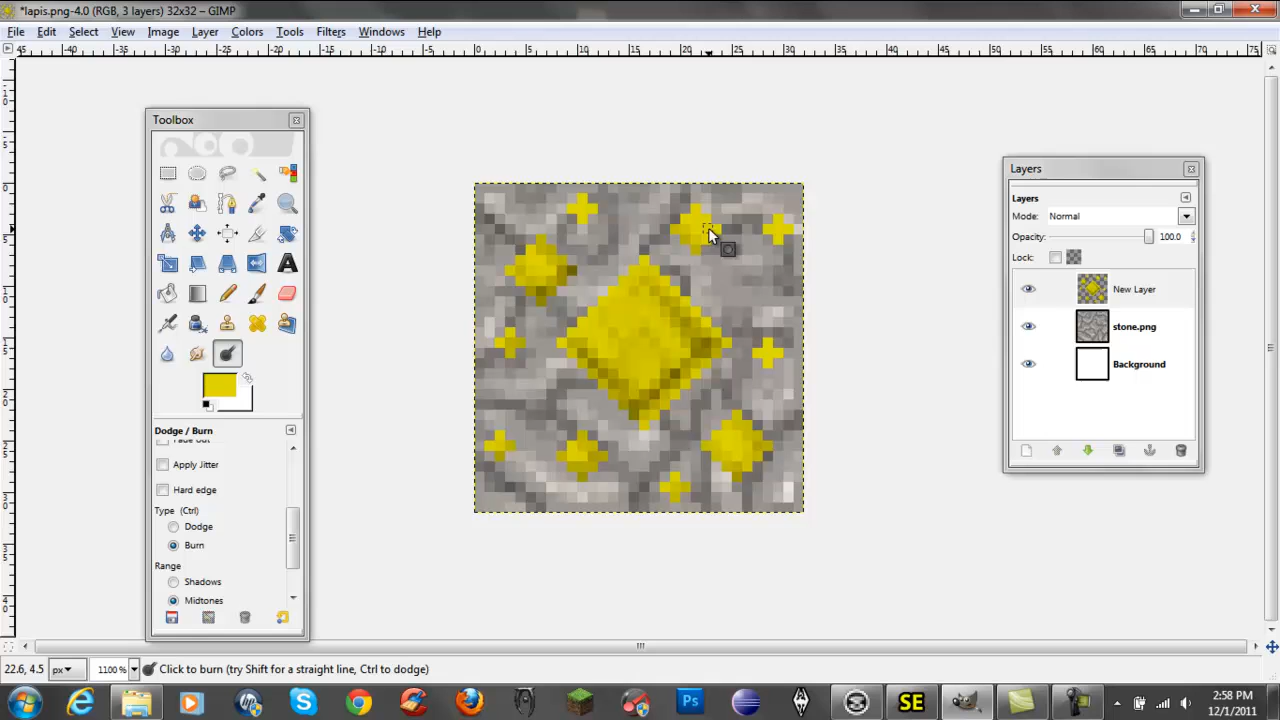 *lapis.png-4.0 (RGB, 3 layers) 32x32 – GIMP
File Edit Select View Image Layer Colors Tools Filters Windows Help
Toolbox
Layers
Layers
Mode: Normal
Opacity: 100.0
Lock:
New Layer
stone.png
Background
Dodge / Burn
Apply Jitter
Hard edge
Type (Ctrl)
Dodge
Burn
Range
Shadows
Midtones
22.6, 4.5 px 1100 % Click to burn (try Shift for a straight line, Ctrl to dodge)
Ps SE 2:58 PM
12/1/2011